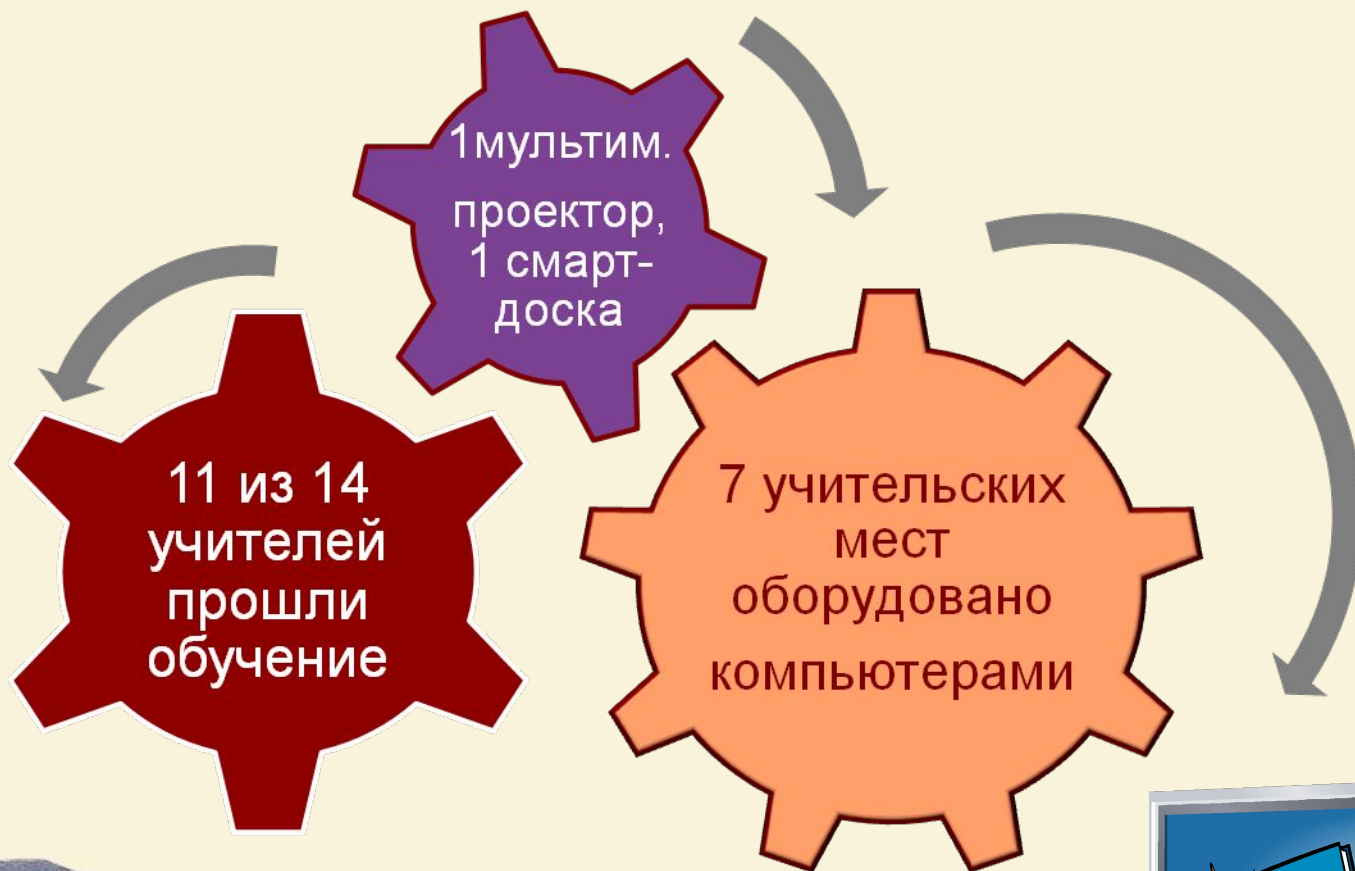 1мультим.
проектор,
1 смарт-
доска
11 из 14
учителей
прошли
обучение
7 учительских
мест
оборудовано
компьютерами